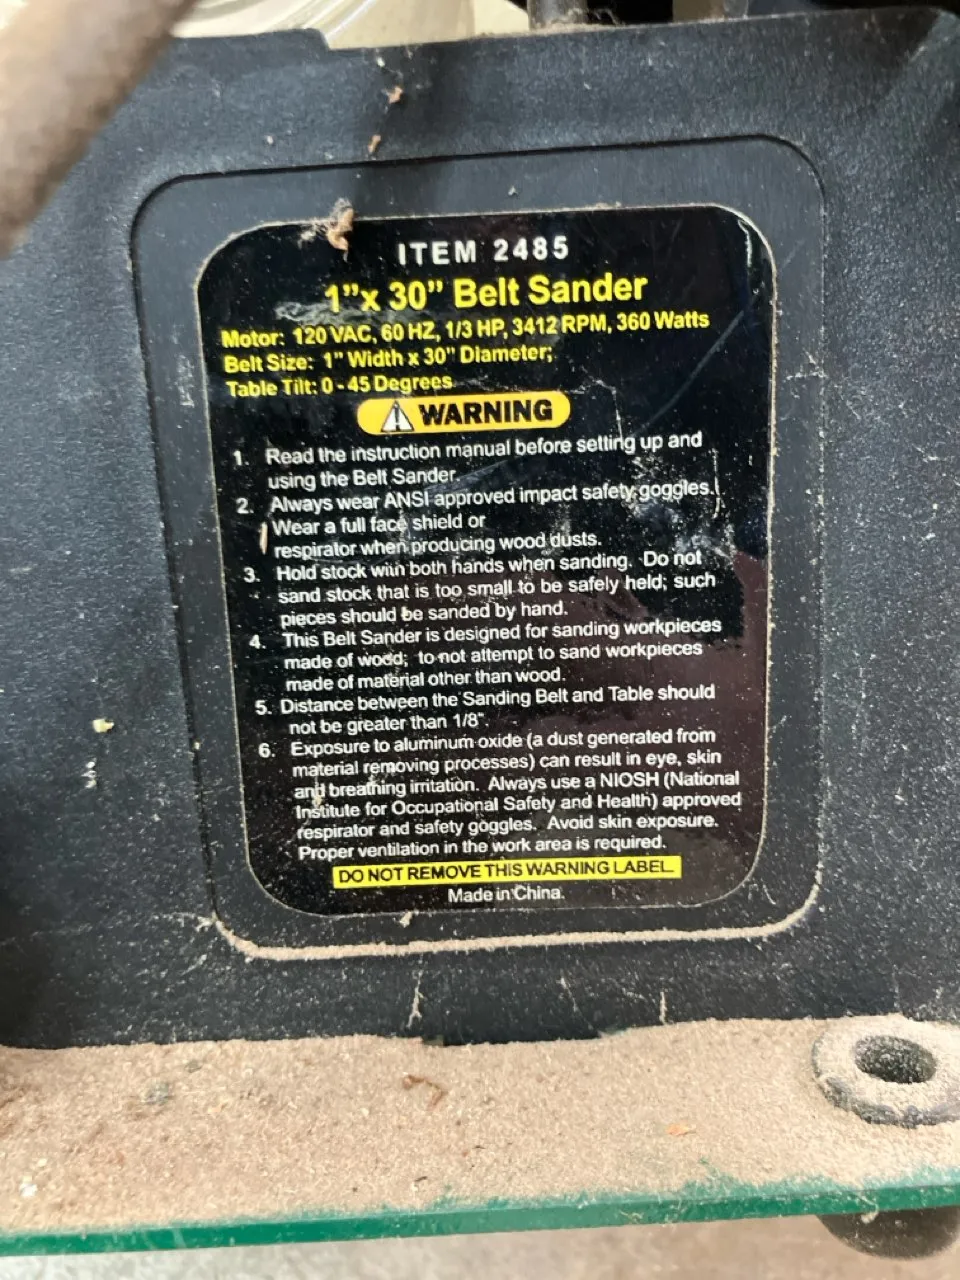 ITEM 2485
1”x 30” Belt Sander
Motor: 120 VAC, 60 HZ, 1/3 HP, 3412 RPM, 360 Watts
Belt Size: 1" Width x 30" Diameter;
Table Tilt: 0 - 45 Degrees
WARNING
1. Read the instruction manual before setting up and
using the Belt Sander.
2. Always wear ANSI approved impact safety goggles.
Wear a full face shield or
respirator when producing wood dusts.
3. Hold stock with both hands when sanding. Do not
sand stock that is too small to be safely held; such
pieces should be sanded by hand.
4. This Belt Sander is designed for sanding workpieces
made of wood; to not attempt to sand workpieces
made of material other than wood.
5. Distance between the Sanding Belt and Table should
not be greater than 1/8".
6. Exposure to aluminum oxide (a dust generated from
material removing processes) can result in eye, skin
and breathing irritation. Always use a NIOSH (National
Institute for Occupational Safety and Health) approved
respirator and safety goggles. Avoid skin exposure.
Proper ventilation in the work area is required.
DO NOT REMOVE THIS WARNING LABEL.
Made in China.